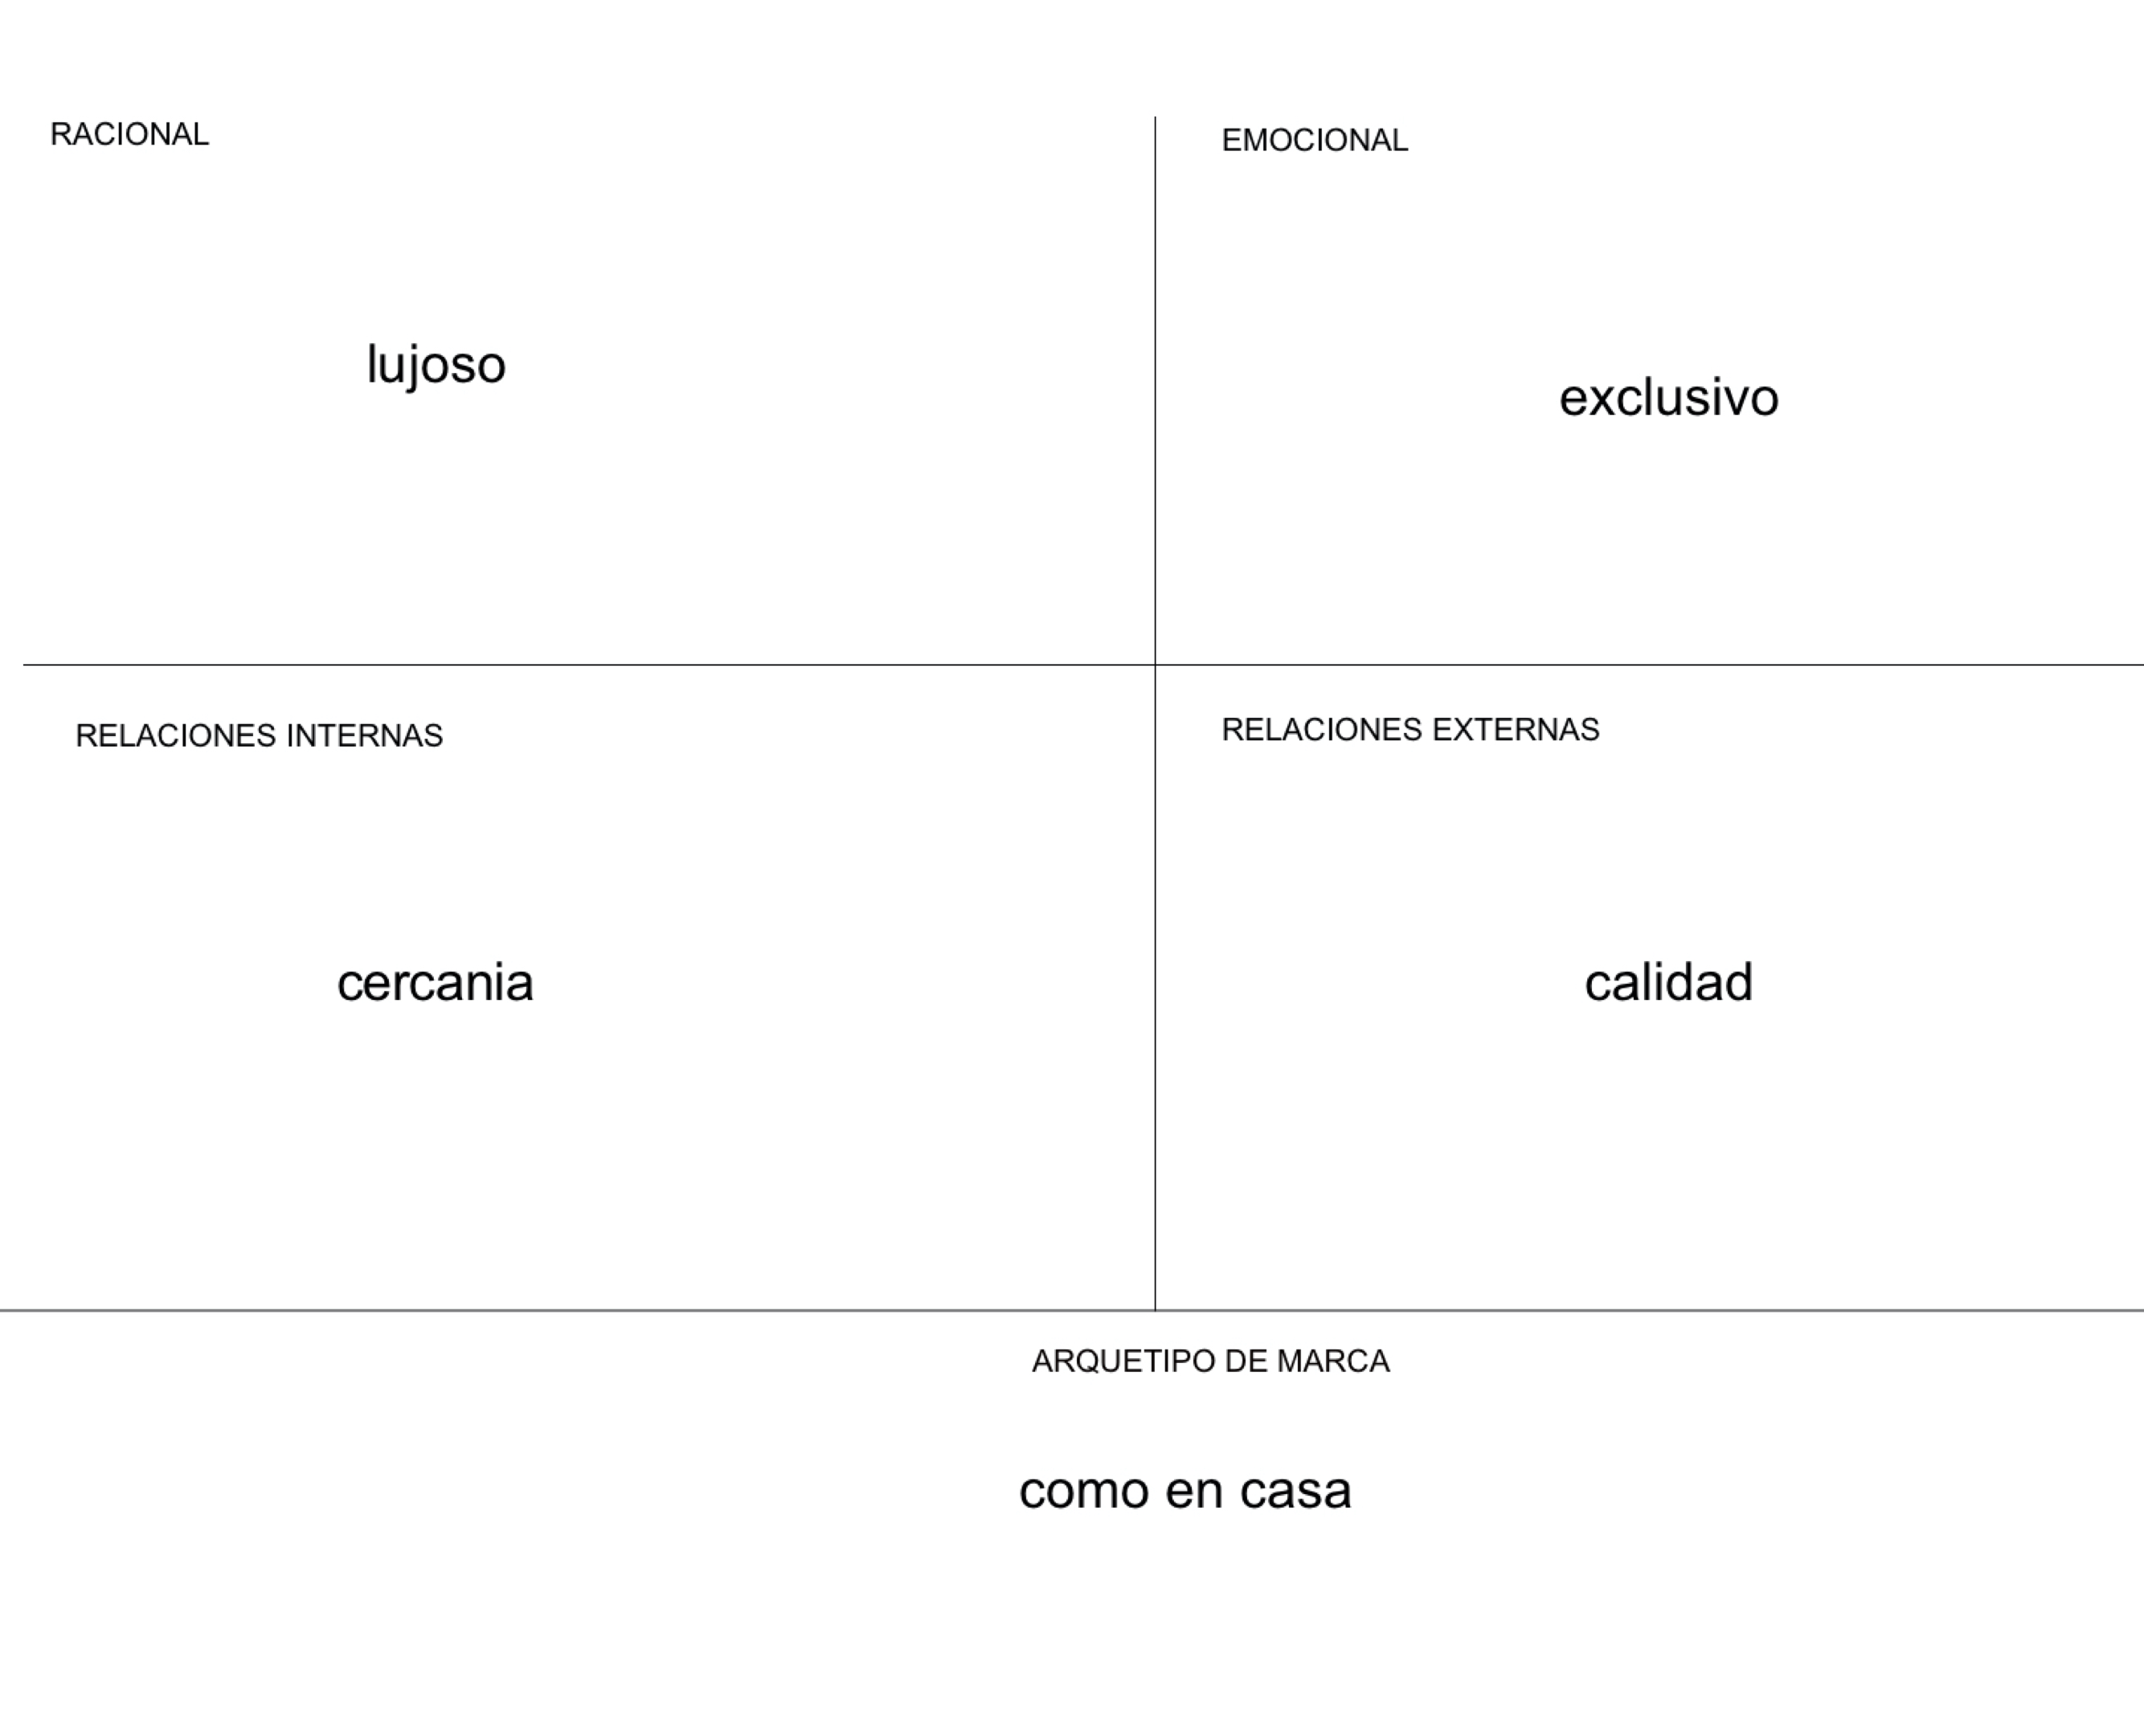 RACIONAL
EMOCIONAL
lujoso
exclusivo
RELACIONES INTERNAS
RELACIONES EXTERNAS
cercania
calidad
ARQUETIPO DE MARCA
como en casa